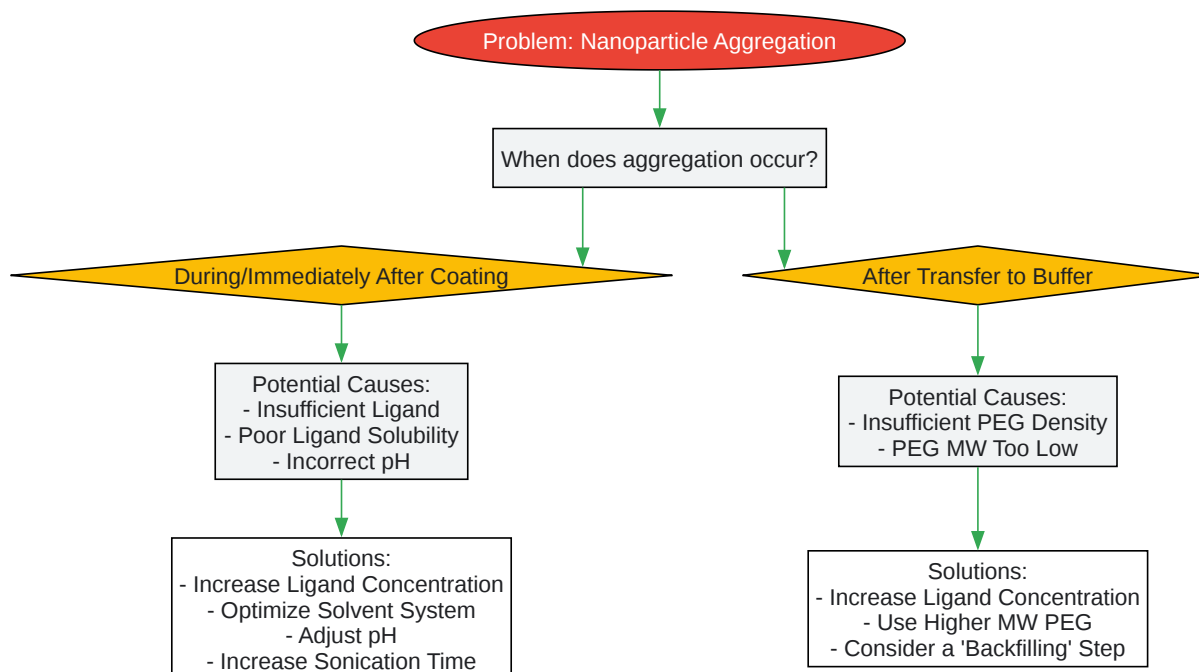 Problem: Nanoparticle Aggregation
When does aggregation occur?
During/Immediately After Coating
After Transfer to Buffer
Potential Causes:
- Insufficient Ligand
- Poor Ligand Solubility
- Incorrect pH
Potential Causes:
- Insufficient PEG Density
- PEG MW Too Low
Solutions:
- Increase Ligand Concentration
- Optimize Solvent System
- Adjust pH
- Increase Sonication Time
Solutions:
- Increase Ligand Concentration
- Use Higher MW PEG
- Consider a 'Backfilling' Step